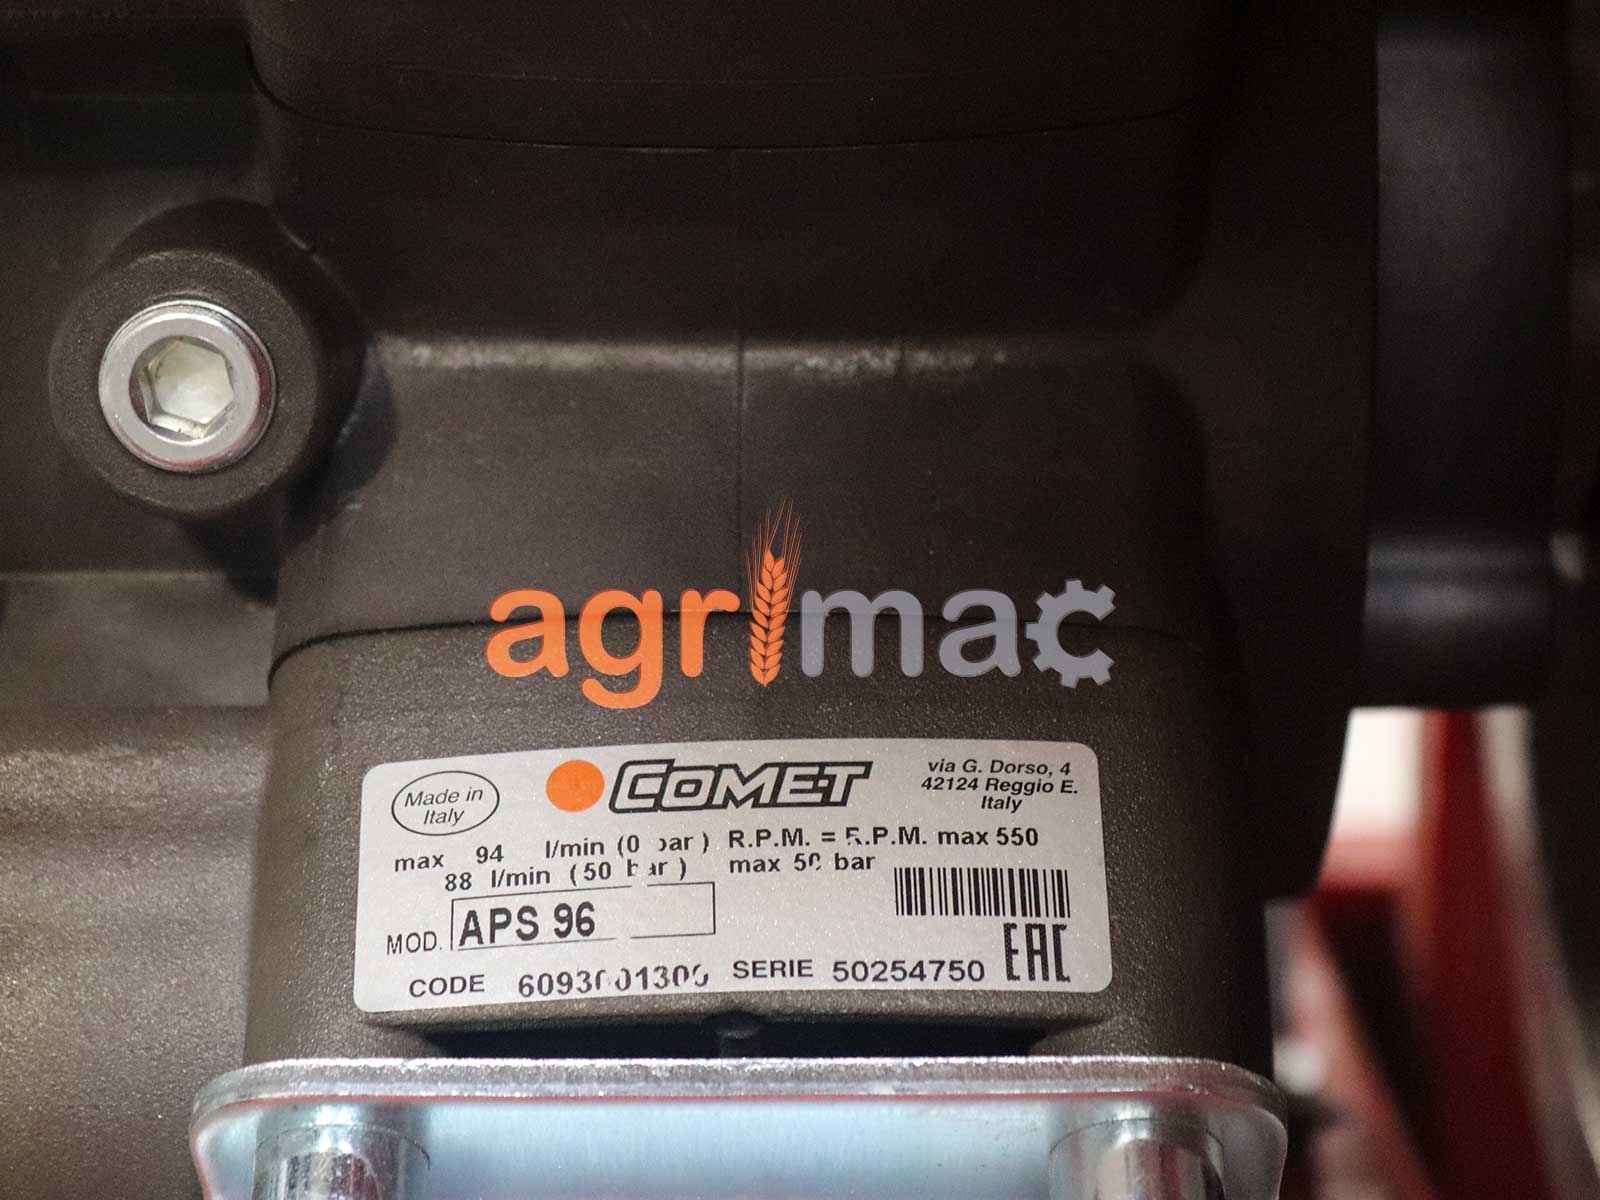 agrimac
Made in
Italy
COMET
via G. Dorso, 4
42124 Reggio E.
Italy
max 94 l/min (0 bar) R.P.M. = R.P.M. max 550
88 l/min (50 bar) max 50 bar
MOD. APS 96
CODE SERIE 50254750
EAC